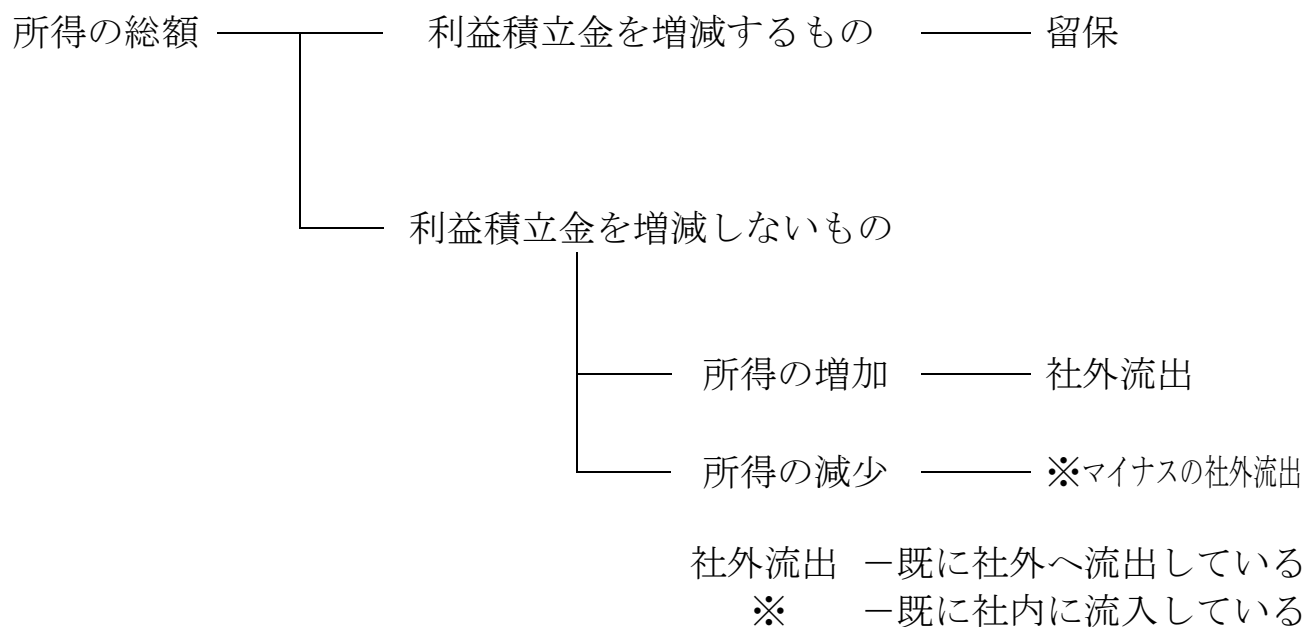 所得の総額 利益積立金を増減するもの 留保
利益積立金を増減しないもの
所得の増加 社外流出
所得の減少 ※マイナスの社外流出
社外流出 －既に社外へ流出している
※ －既に社内に流入している